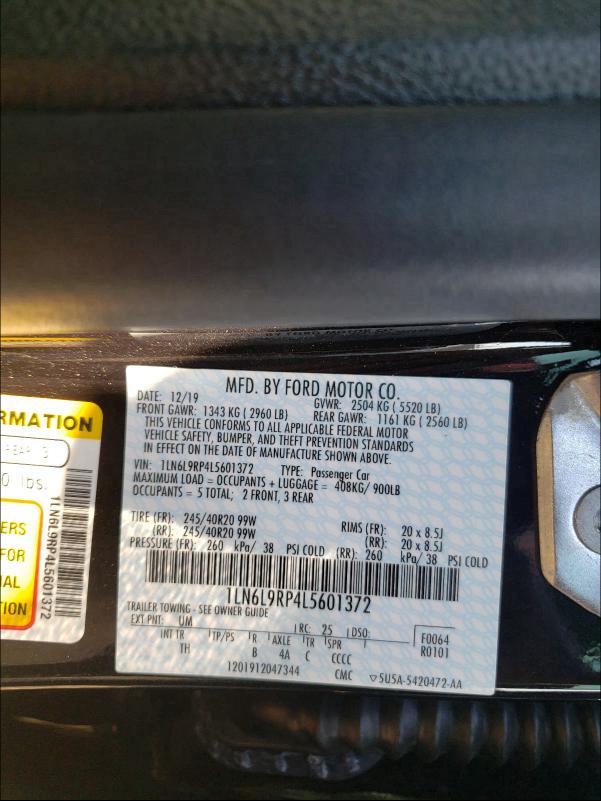 MFD. BY FORD MOTOR CO.
DATE: 12/19 GVWR: 2504 KG ( 5520 LB)
FRONT GAWR: 1343 KG ( 2960 LB) REAR GAWR: 1161 KG ( 2560 LB)
THIS VEHICLE CONFORMS TO ALL APPLICABLE FEDERAL MOTOR
VEHICLE SAFETY, BUMPER, AND THEFT PREVENTION STANDARDS
IN EFFECT ON THE DATE OF MANUFACTURE SHOWN ABOVE.
VIN: 1LN6L9RP4L5601372 TYPE: Passenger Car
MAXIMUM LOAD = OCCUPANTS + LUGGAGE = 408KG/ 900LB
OCCUPANTS = 5 TOTAL; 2 FRONT, 3 REAR
TIRE (FR): 245/40R20 99W RIMS (FR): 20 x 8.5J
(RR): 245/40R20 99W (RR): 20 x 8.5J
PRESSURE (FR): 260 kPa/ 38 PSI COLD (RR): 260 kPa/ 38 PSI COLD
1LN6L9RP4L5601372
TRAILER TOWING - SEE OWNER GUIDE
EXT PNT: UM RC: 25 DSO: F0064
INT TR TP/PS R AXLE TR SPR R0101
TH B 4A C CCCC
1201912047344 CMC ▽5U5A-5420472-AA
RMATION
REAR 3
0 lbs.
ERS
FOR
AL
TION
1LN6L9RP4L5601372